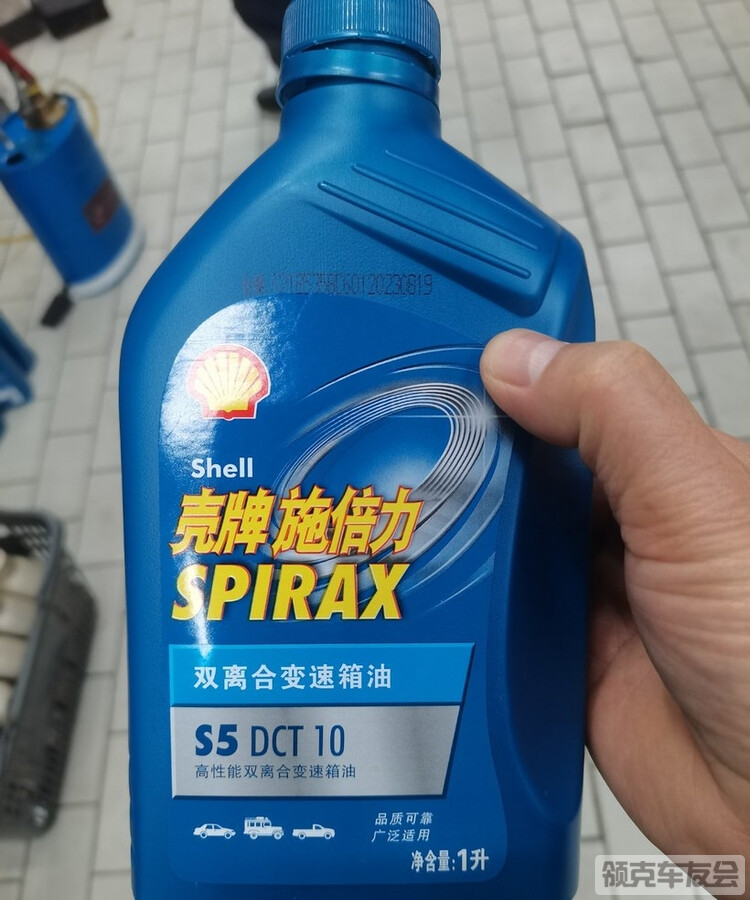 Shell
壳牌 施倍力
SPIRAX
双离合变速箱油
S5 DCT 10
高性能双离合变速箱油
品质可靠
广泛适用
净含量:1升
领克车友会